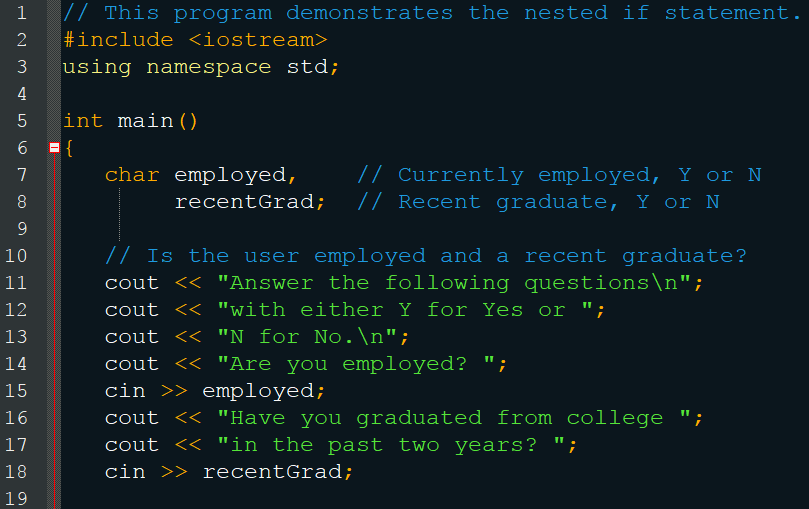 1 // This program demonstrates the nested if statement.
2 #include <iostream>
3 using namespace std;
4
5 int main()
6 {
7    char employed,    // Currently employed, Y or N
8         recentGrad;  // Recent graduate, Y or N
9
10    // Is the user employed and a recent graduate?
11    cout << "Answer the following questions\n";
12    cout << "with either Y for Yes or ";
13    cout << "N for No.\n";
14    cout << "Are you employed? ";
15    cin >> employed;
16    cout << "Have you graduated from college ";
17    cout << "in the past two years? ";
18    cin >> recentGrad;
19